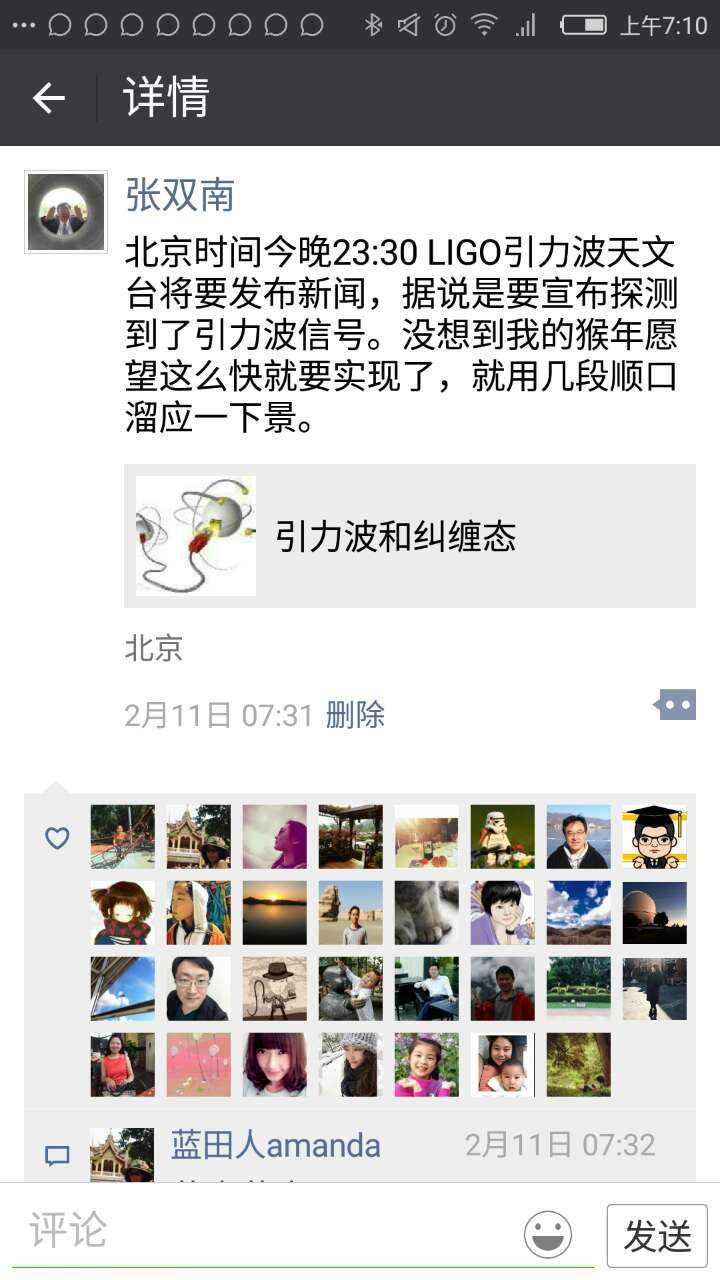 上午7:10
详情
张双南
北京时间今晚23:30 LIGO引力波天文
台将要发布新闻，据说是要宣布探测
到了引力波信号。没想到我的猴年愿
望这么快就要实现了，就用几段顺口
溜应一下景。
引力波和纠缠态
北京
2月11日 07:31 删除
蓝田人amanda 2月11日 07:32
评论 发送